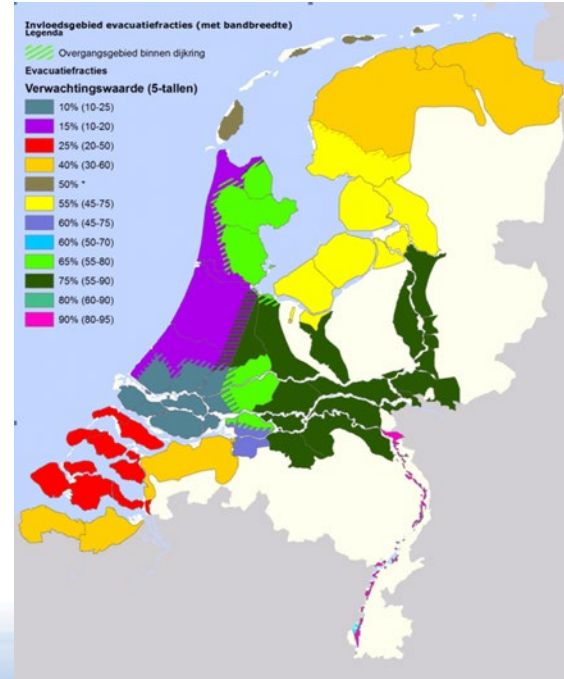 Invloedsgebied evacuatiefracties (met bandbreedte)
Legenda
Overgangsgebied binnen dijkring
Evacuatiefracties
Verwachtingswaarde (5-tallen)
10% (10-25)
15% (10-20)
25% (20-50)
40% (30-60)
50% *
55% (45-75)
60% (45-75)
60% (50-70)
65% (55-80)
75% (55-90)
80% (60-90)
90% (80-95)